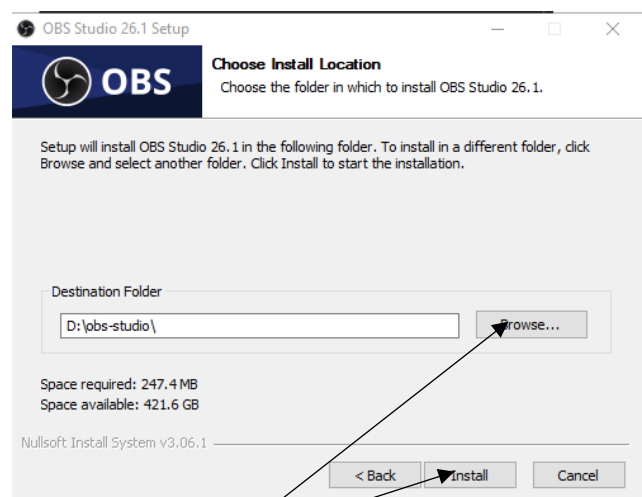 OBS Studio 26.1 Setup
OBS
Choose Install Location
Choose the folder in which to install OBS Studio 26.1.
Setup will install OBS Studio 26.1 in the following folder. To install in a different folder, click
Browse and select another folder. Click Install to start the installation.
Destination Folder
D:\obs-studio\
Browse...
Space required: 247.4 MB
Space available: 421.6 GB
Nullsoft Install System v3.06.1
< Back Install Cancel